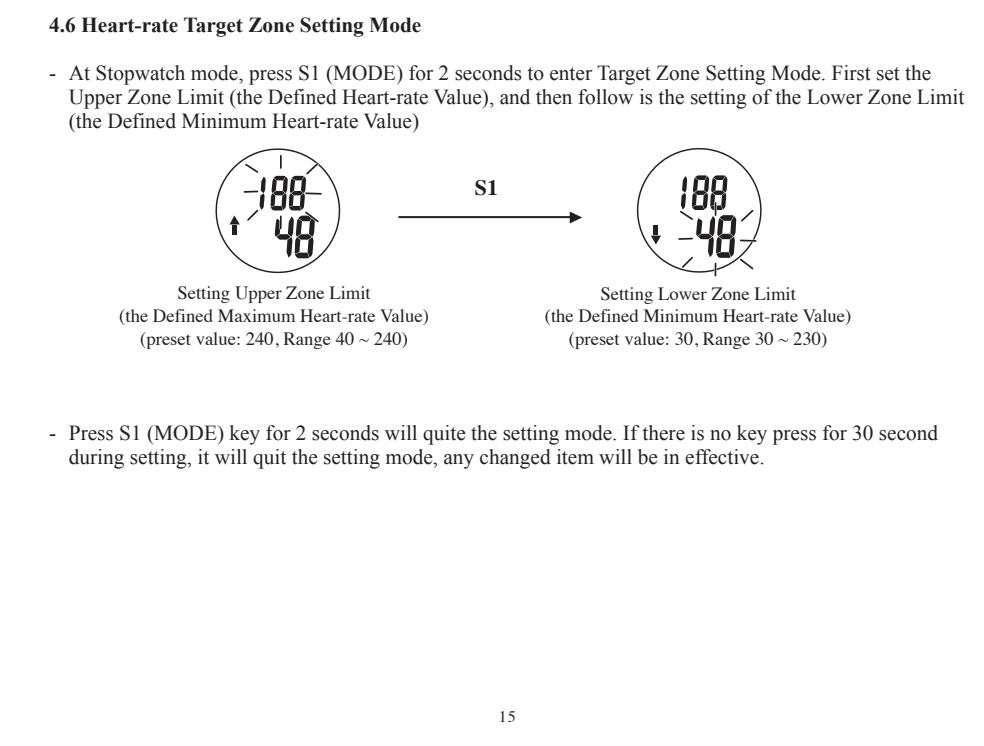 4.6 Heart-rate Target Zone Setting Mode
- At Stopwatch mode, press S1 (MODE) for 2 seconds to enter Target Zone Setting Mode. First set the
Upper Zone Limit (the Defined Heart-rate Value), and then follow is the setting of the Lower Zone Limit
(the Defined Minimum Heart-rate Value)
188
48
S1
188
48
Setting Upper Zone Limit
(the Defined Maximum Heart-rate Value)
(preset value: 240, Range 40 ~ 240)
Setting Lower Zone Limit
(the Defined Minimum Heart-rate Value)
(preset value: 30, Range 30 ~ 230)
- Press S1 (MODE) key for 2 seconds will quite the setting mode. If there is no key press for 30 second
during setting, it will quit the setting mode, any changed item will be in effective.
15